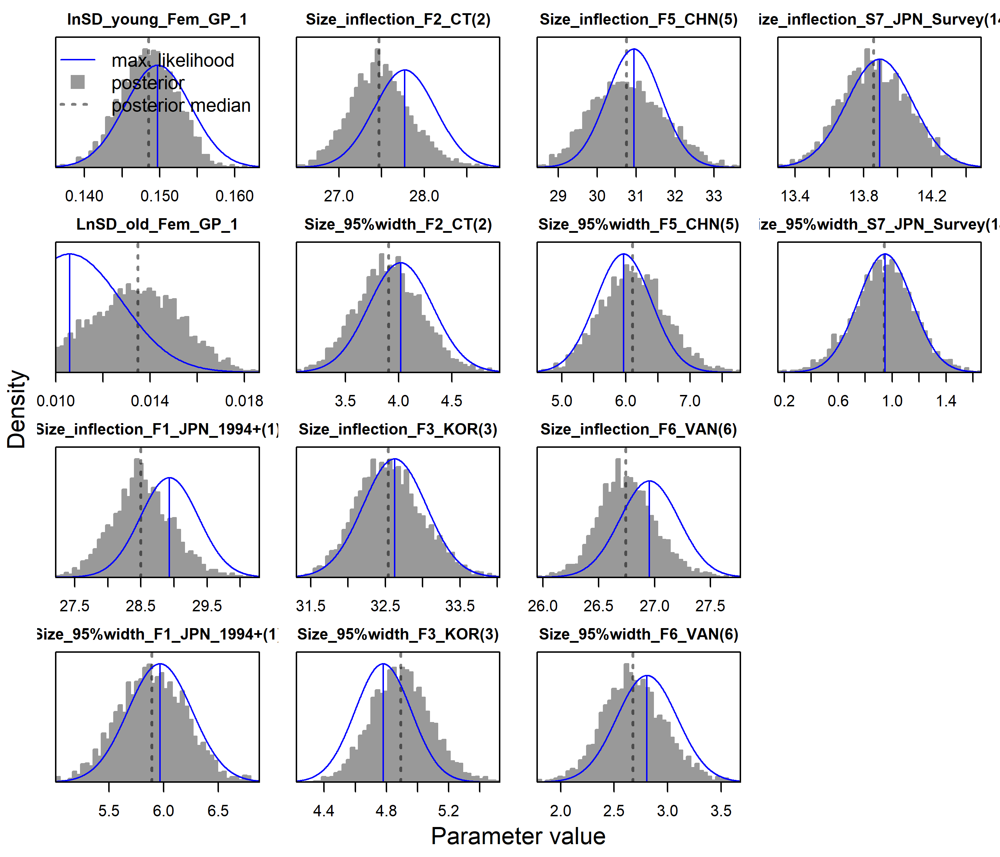 lnSD_young_Fem_GP_1
max. likelihood
posterior
posterior median
0.140 0.150 0.160
Size_inflection_F2_CT(2)
27.0 28.0
Size_inflection_F5_CHN(5)
29 30 31 32 33
ize_inflection_S7_JPN_Survey(14
13.4 13.8 14.2
LnSD_old_Fem_GP_1
0.010 0.014 0.018
Size_95%width_F2_CT(2)
3.5 4.0 4.5
Size_95%width_F5_CHN(5)
5.0 6.0 7.0
ize_95%width_S7_JPN_Survey(14
0.2 0.6 1.0 1.4
Size_inflection_F1_JPN_1994+(1)
27.5 28.5 29.5
Size_inflection_F3_KOR(3)
31.5 32.5 33.5
Size_inflection_F6_VAN(6)
26.0 26.5 27.0 27.5
Size_95%width_F1_JPN_1994+(1)
5.5 6.0 6.5
Size_95%width_F3_KOR(3)
4.4 4.8 5.2
Size_95%width_F6_VAN(6)
2.0 2.5 3.0 3.5
Density
Parameter value